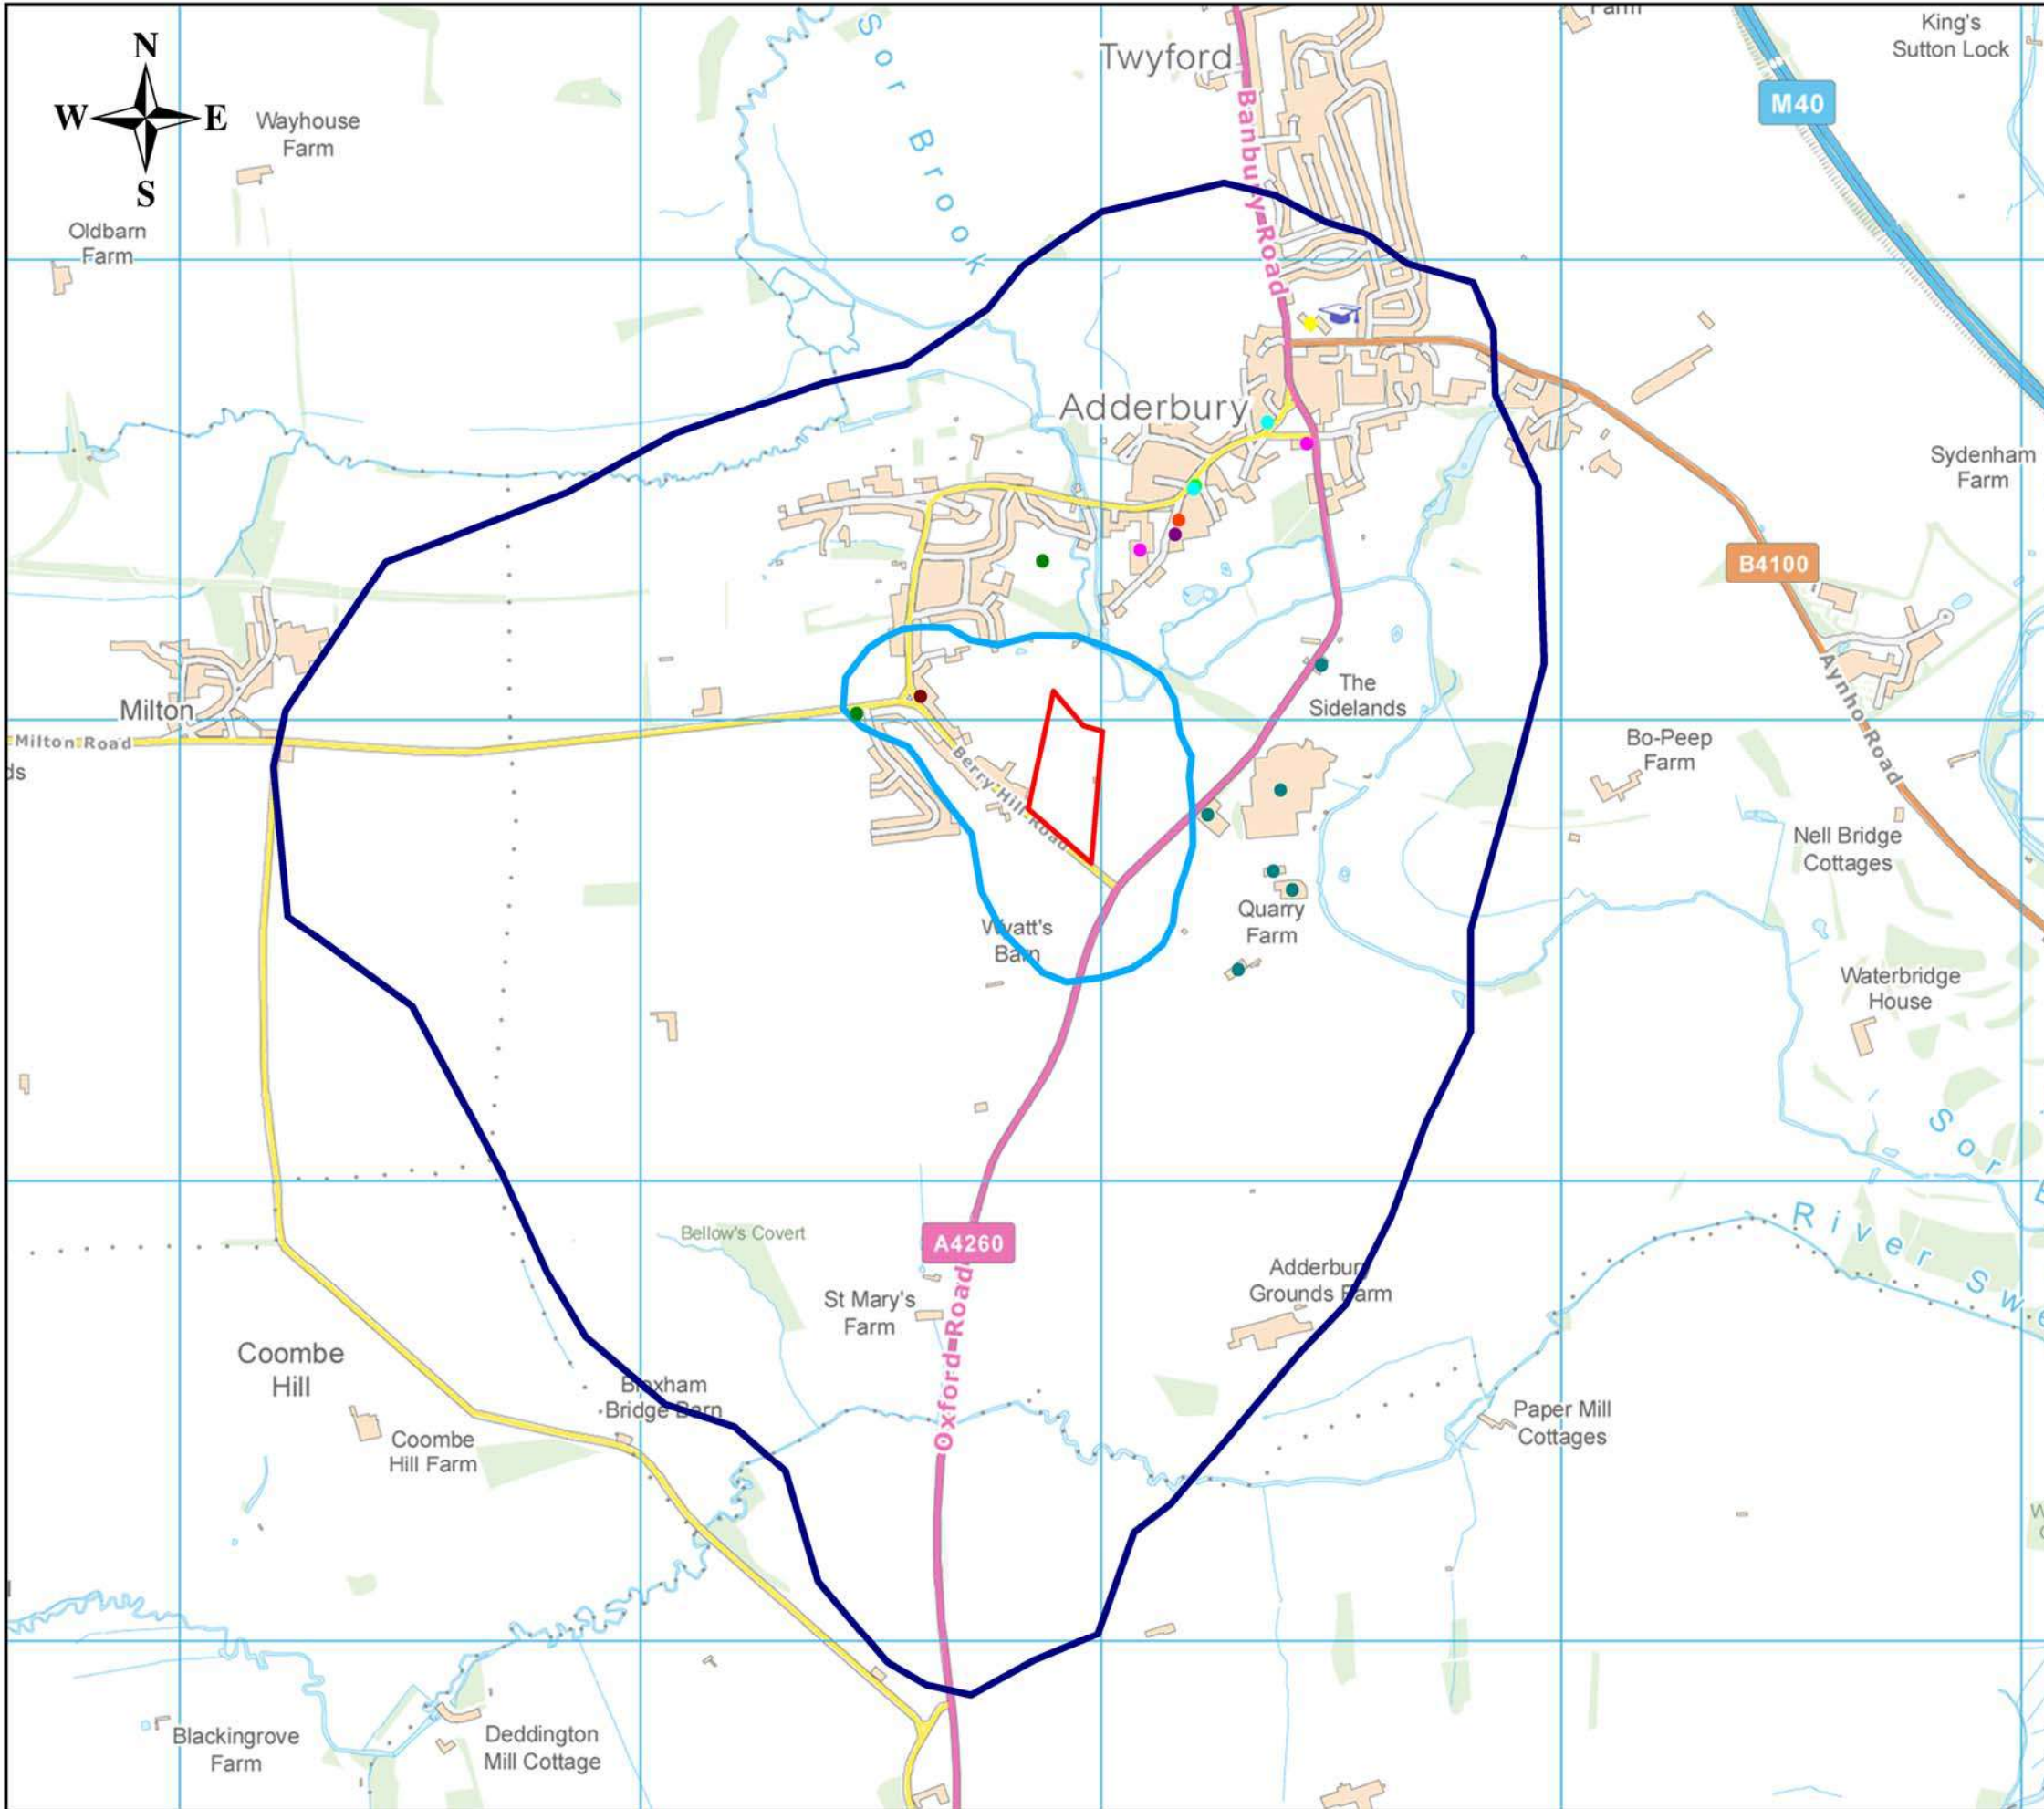 N
W E
S
Sor Brook
Twyford
King's
Sutton Lock
M40
Wayhouse
Farm
Banbury Road
Oldbarn
Farm
Adderbury
Sydenham
Farm
B4100
Aynho Road
The
Sidelands
Milton
Milton Road
ds
Bo-Peep
Farm
Berry Hill Road
Nell Bridge
Cottages
Quarry
Farm
Wyatt's
Barn
Waterbridge
House
Sor
River Swe
Bellow's Covert
A4260
Adderbury
Grounds Farm
St Mary's
Farm
Oxford Road
Coombe
Hill
Bloxham
Bridge Barn
Paper Mill
Cottages
Coombe
Hill Farm
Blackingrove
Farm
Deddington
Mill Cottage